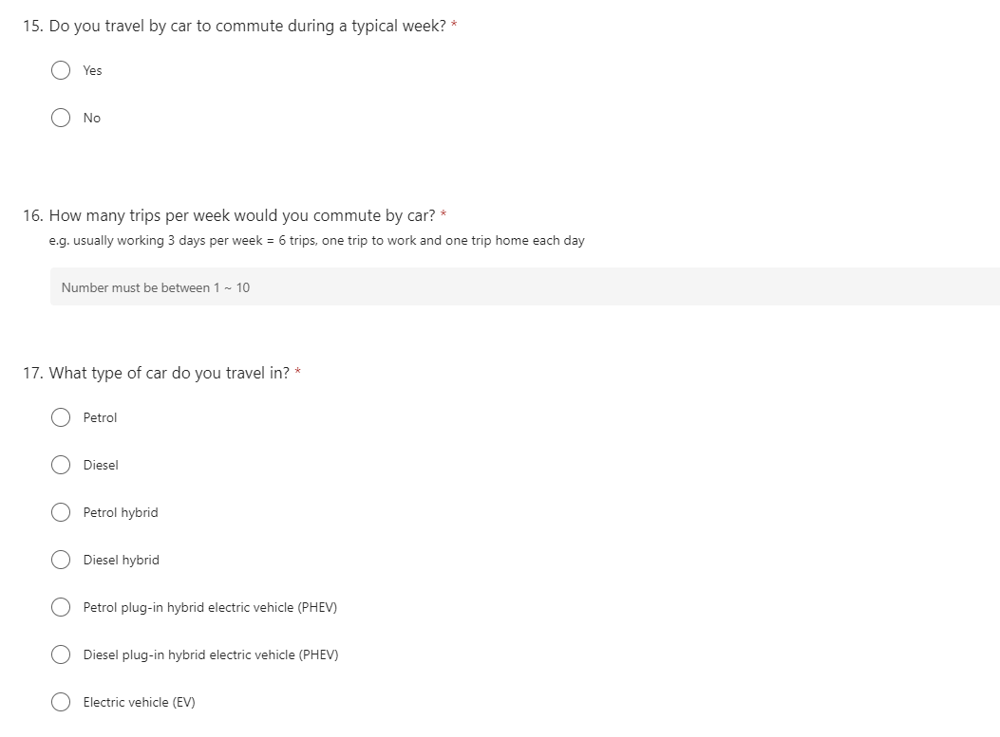 15. Do you travel by car to commute during a typical week? *
Yes
No
16. How many trips per week would you commute by car? *
e.g. usually working 3 days per week = 6 trips, one trip to work and one trip home each day
Number must be between 1 ~ 10
17. What type of car do you travel in? *
Petrol
Diesel
Petrol hybrid
Diesel hybrid
Petrol plug-in hybrid electric vehicle (PHEV)
Diesel plug-in hybrid electric vehicle (PHEV)
Electric vehicle (EV)